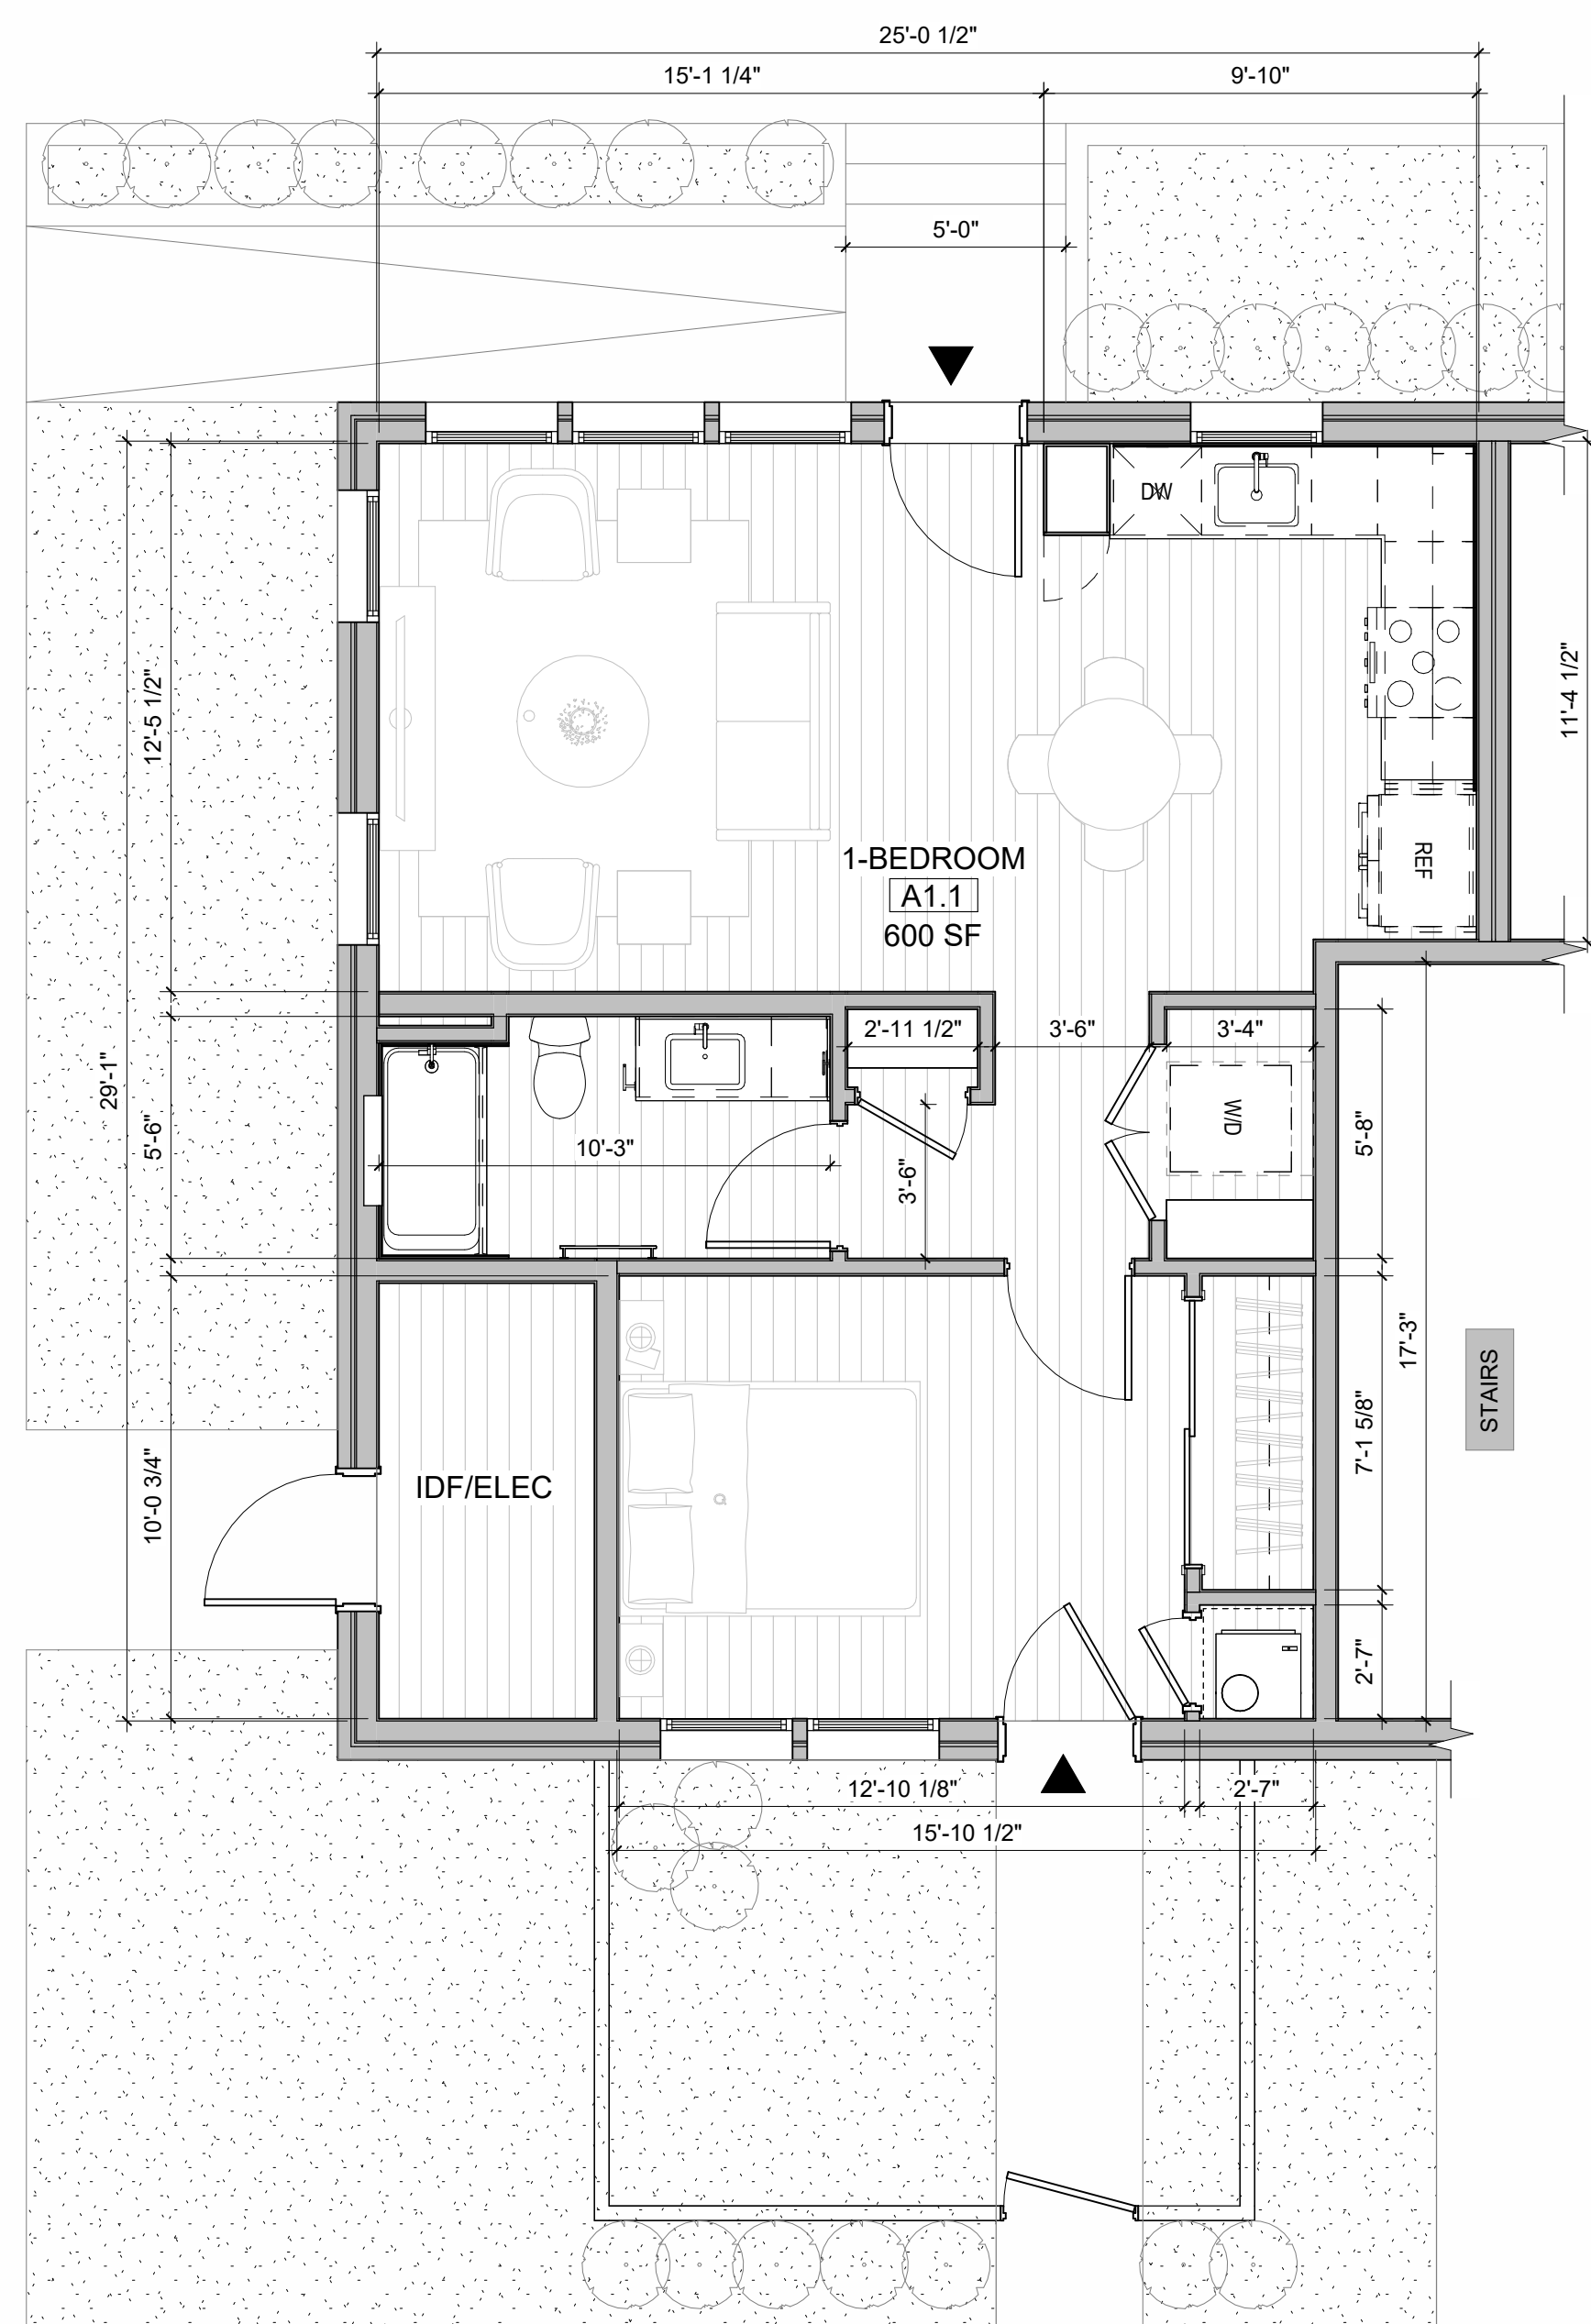 25'-0 1/2"
15'-1 1/4"
9'-10"
5'-0"
DW
12'-5 1/2"
11'-4 1/2"
1-BEDROOM
A1.1
600 SF
REF
2'-11 1/2"
3'-6"
3'-4"
29'-1"
5'-6"
10'-3"
3'-6"
W/D
5'-8"
17'-3"
STAIRS
10'-0 3/4"
IDF/ELEC
7'-1 5/8"
2'-7"
12'-10 1/8"
2'-7"
15'-10 1/2"